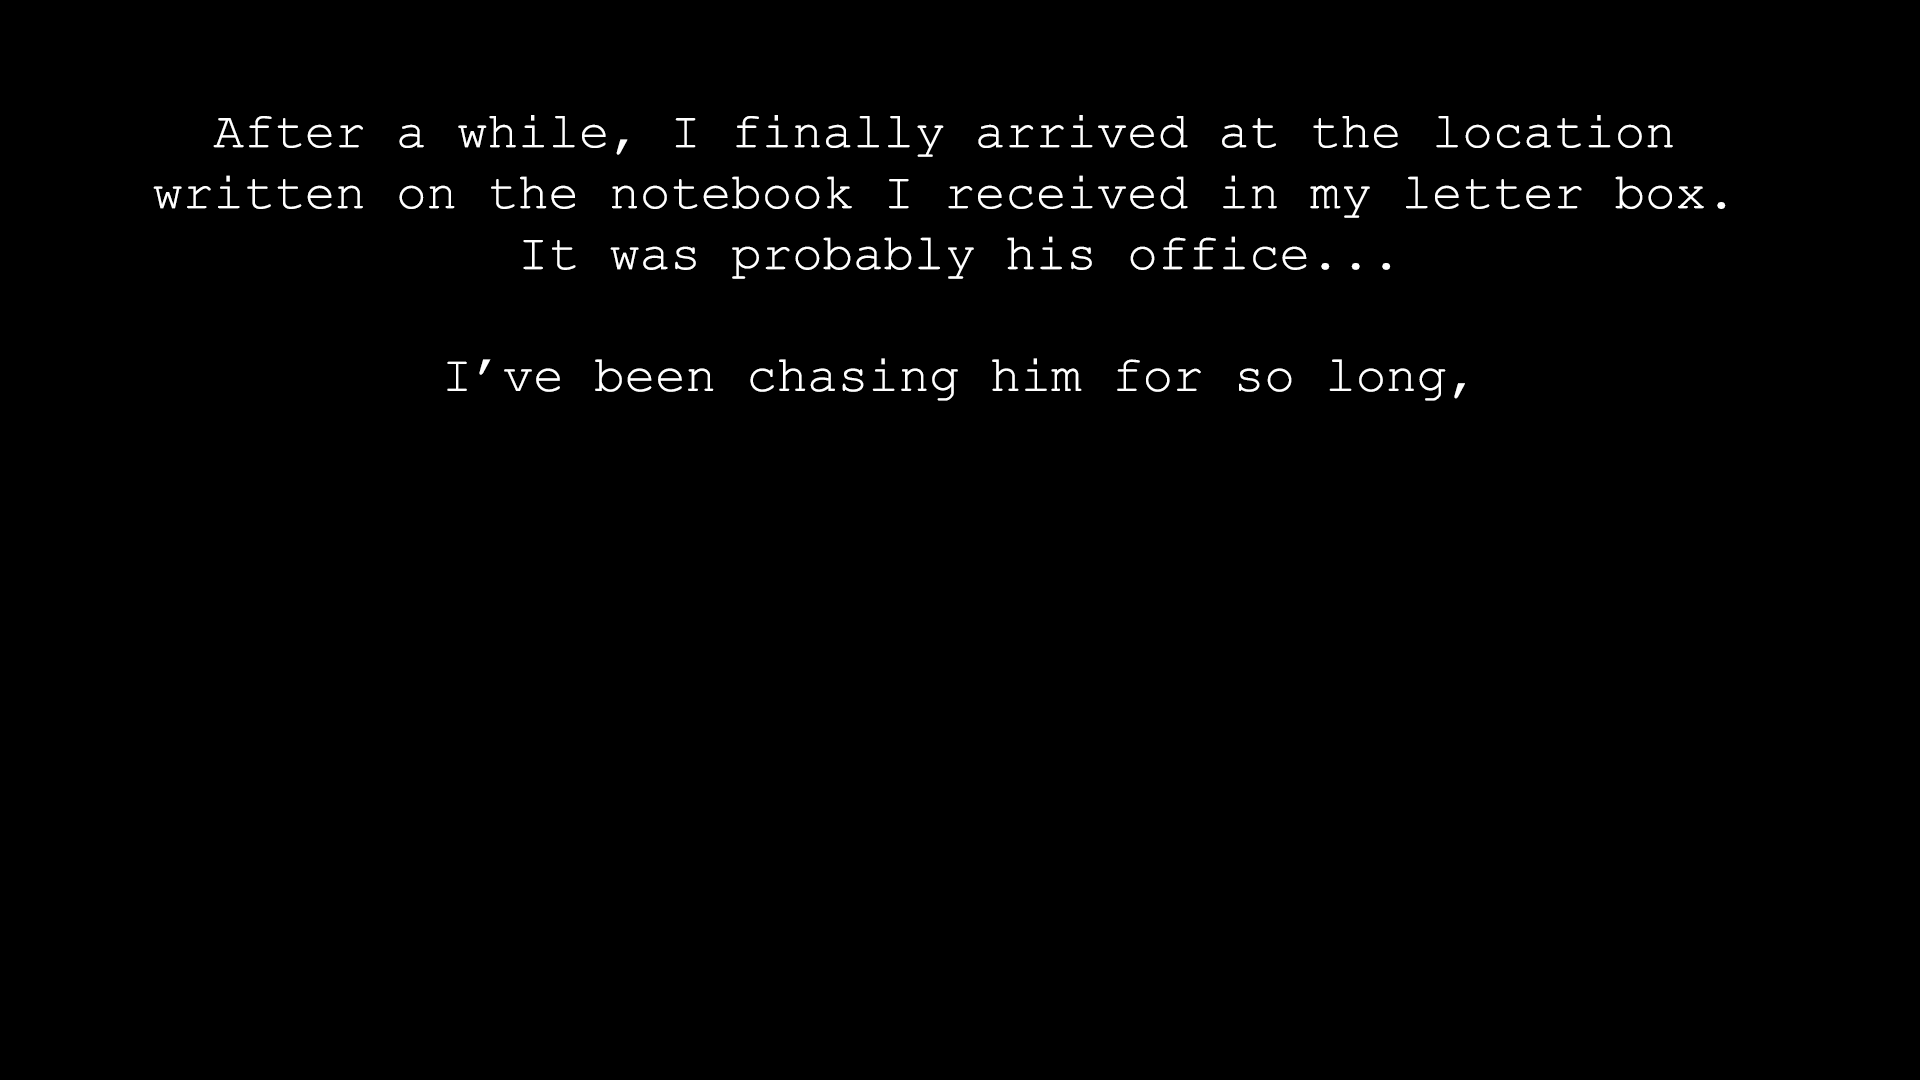 After a while, I finally arrived at the location
written on the notebook I received in my letter box.
It was probably his office...
I’ve been chasing him for so long,